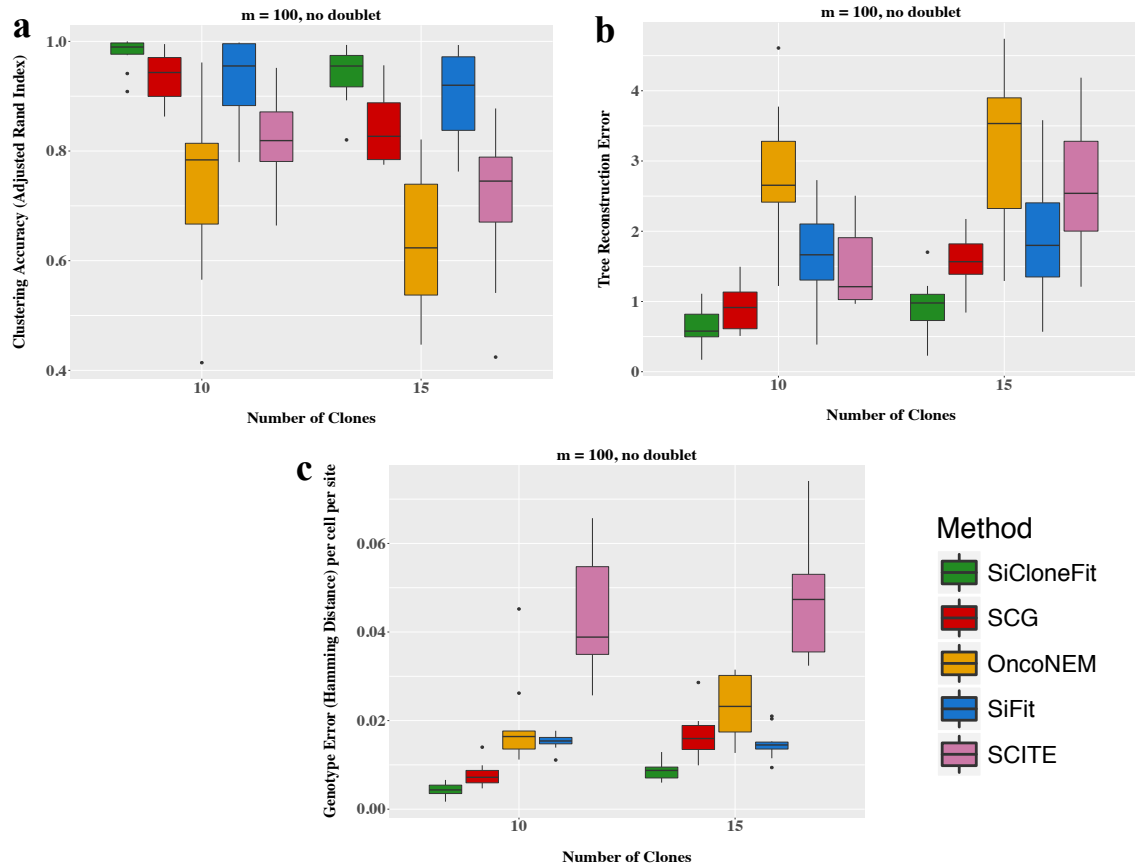 a
m = 100, no doublet
Clustering Accuracy (Adjusted Rand Index)
1.0
0.8
0.6
0.4
10
15
Number of Clones
b
m = 100, no doublet
Tree Reconstruction Error
4
3
2
1
0
10
15
Number of Clones
c
m = 100, no doublet
Genotype Error (Hamming Distance) per cell per site
0.06
0.04
0.02
0.00
10
15
Number of Clones
Method
SiCloneFit
SCG
OncoNEM
SiFit
SCITE